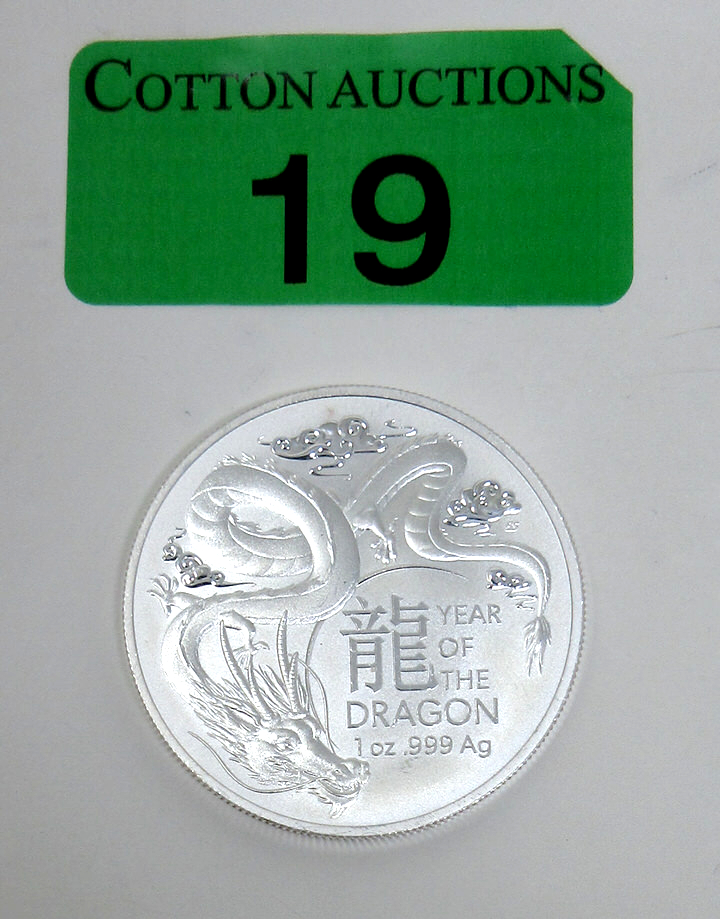 COTTON AUCTIONS
19
龍
YEAR
OF
THE
DRAGON
1 oz .999 Ag